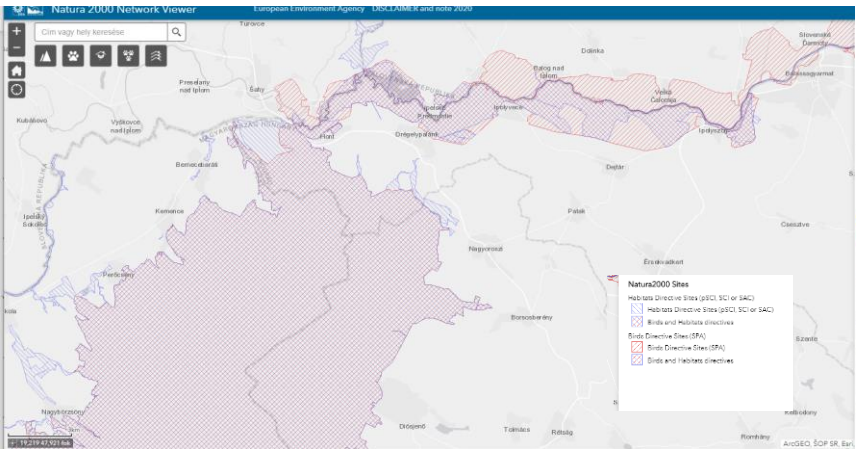 Natura 2000 Network Viewer
European Environment Agency DISCLAIMER and note 2020
Cím vagy hely keresése
Túrovce
Slovenské
Ďarmoty
Balassagyarmat
Dolinka
Balog nad
Ipľom
Preseľany
nad Ipľom
Šahy
Veľká
Čalomija
Kubáňovo
Vyškovce
nad Ipľom
Ipolyvece
Hont
Drégelypalánk
Ipolyszög
Bernecebaráti
Dejtár
SLOVENSKÁ REPUBLIKA
Ipeľský
Sokolec
Kemence
Patak
Csesztve
Nagyoroszi
Érsekvadkert
Perőcsény
Natura2000 Sites
Habitats Directive Sites (pSCI, SCI or SAC)
Habitats Directive Sites (pSCI, SCI or SAC)
Birds and Habitats directives
Birds Directive Sites (SPA)
Birds Directive Sites (SPA)
Birds and Habitats directives
Borsosberény
Szente
Nagybörzsöny
Diósjenő
Tolmács
Rétság
Romhány
ArcGEO, ŠOP SR, Esri,